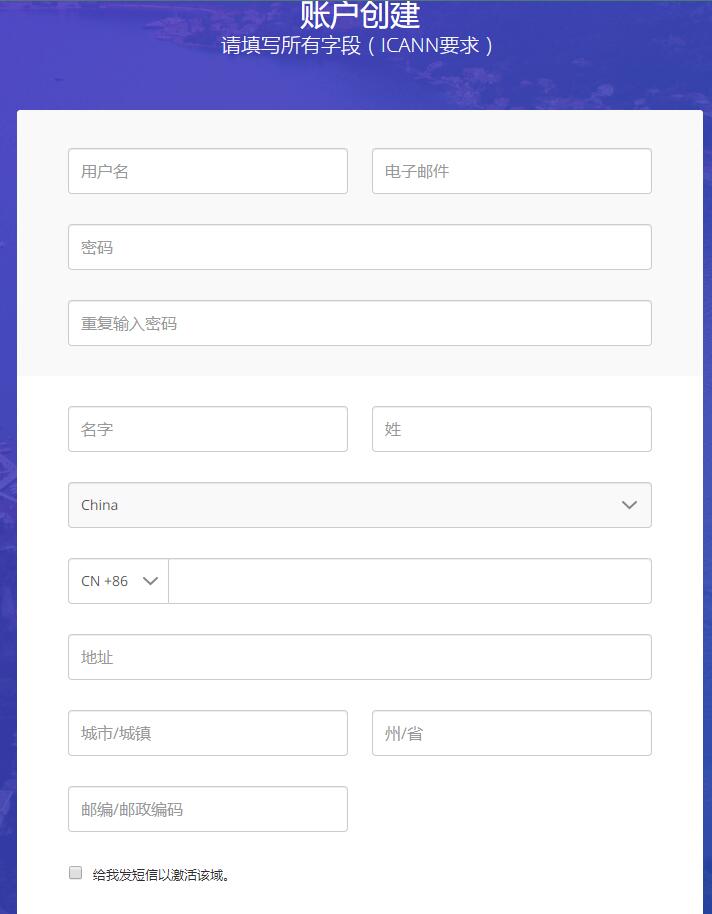 账户创建
请填写所有字段（ICANN要求）
用户名
电子邮件
密码
重复输入密码
名字
姓
China
CN +86
地址
城市/城镇
州/省
邮编/邮政编码
给我发短信以激活该域。